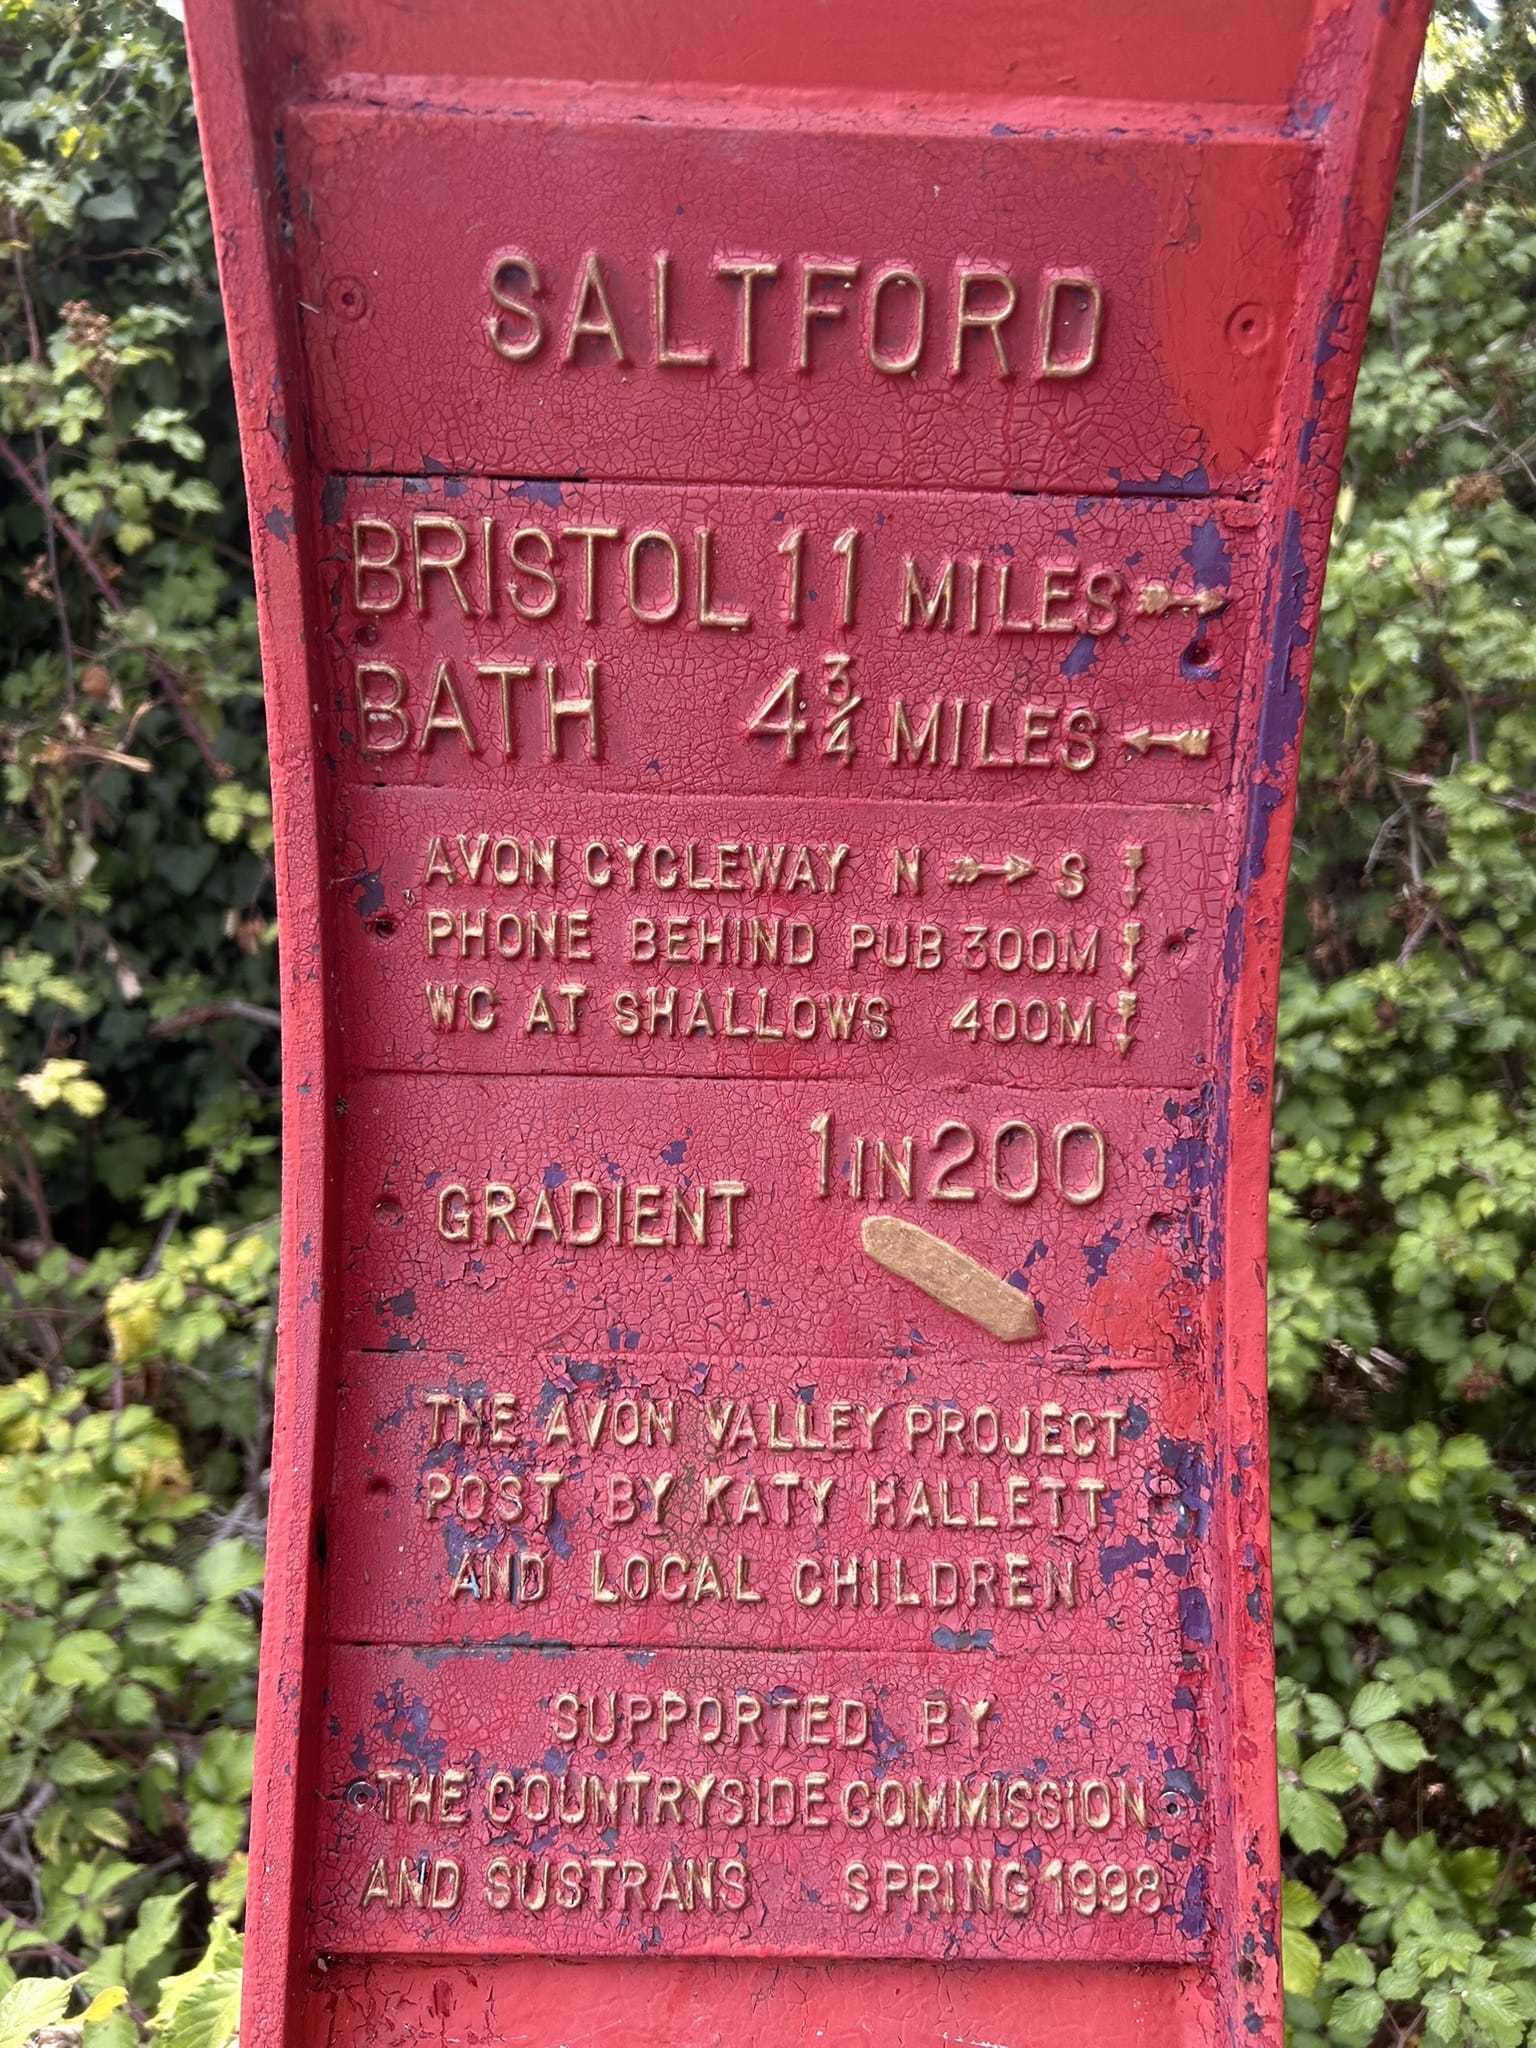 SALTFORD
BRISTOL 11 MILES
BATH 4 3/4 MILES
AVON CYCLEWAY N S
PHONE BEHIND PUB 300M
WC AT SHALLOWS 400M
1 IN 200
GRADIENT
THE AVON VALLEY PROJECT
POST BY KATY HALLETT
AND LOCAL CHILDREN
SUPPORTED BY
THE COUNTRYSIDE COMMISSION
AND SUSTRANS SPRING 1998